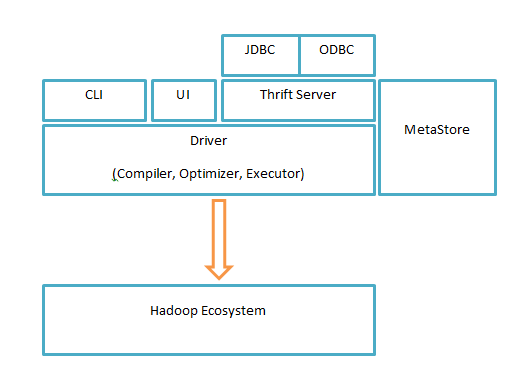 JDBC
ODBC
CLI
UI
Thrift Server
MetaStore
Driver
(Compiler, Optimizer, Executor)
Hadoop Ecosystem